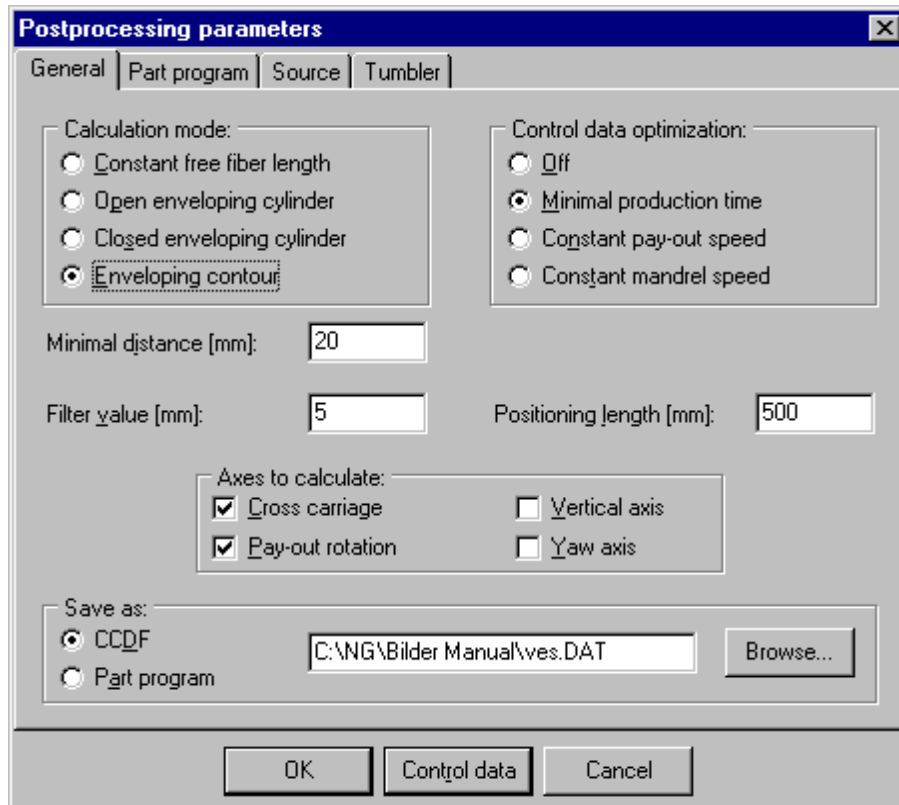 Postprocessing parameters
General Part program Source Tumbler
Calculation mode:
Constant free fiber length
Open enveloping cylinder
Closed enveloping cylinder
Enveloping contour
Control data optimization:
Off
Minimal production time
Constant pay-out speed
Constant mandrel speed
Minimal distance [mm]: 20
Filter value [mm]: 5
Positioning length [mm]: 500
Axes to calculate:
Cross carriage
Vertical axis
Pay-out rotation
Yaw axis
Save as:
CCDF
Part program
C:\NG\Bilder Manual\ves.DAT
Browse...
OK Control data Cancel